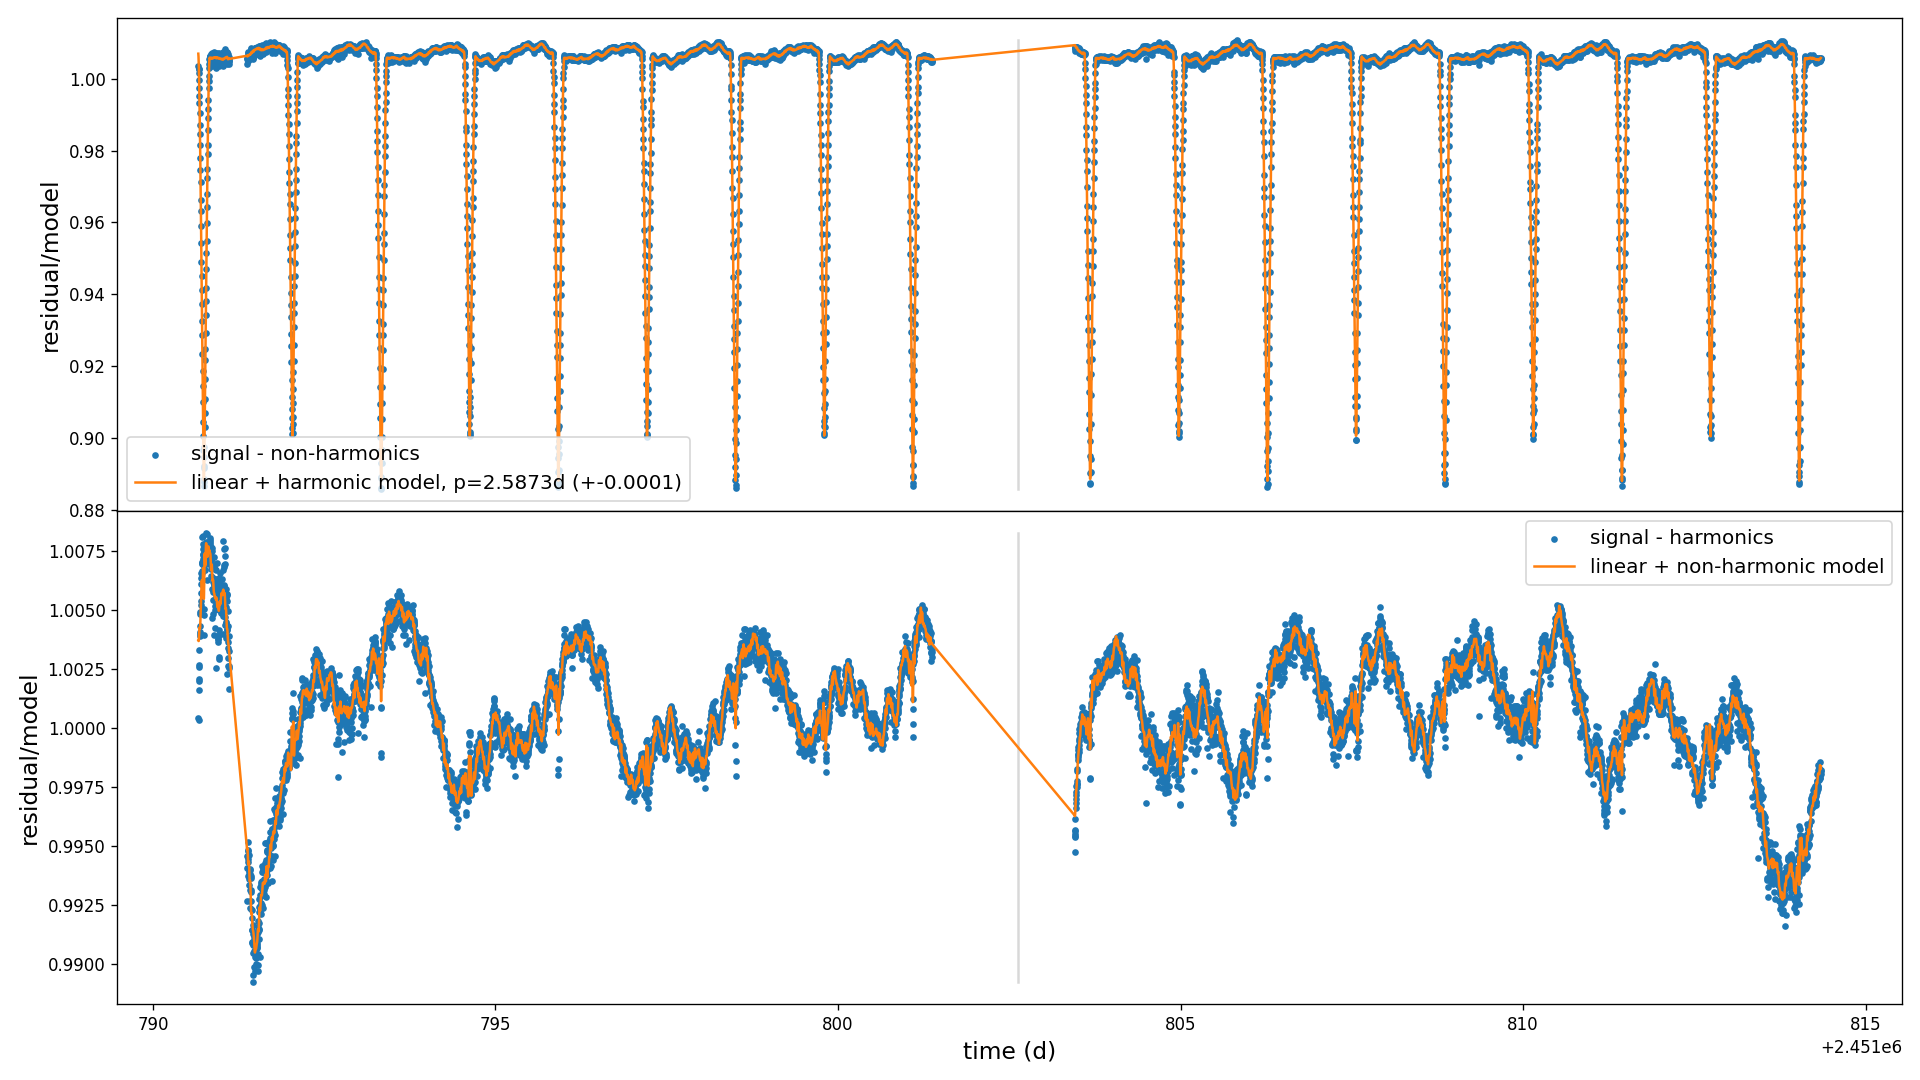 1.00
0.98
0.96
0.94
0.92
0.90
0.88
residual/model
signal - non-harmonics
linear + harmonic model, p=2.5873d (+-0.0001)
signal - harmonics
linear + non-harmonic model
1.0075
1.0050
1.0025
1.0000
0.9975
0.9950
0.9925
0.9900
residual/model
790
795
800
805
810
815
time (d)
+2.451e6